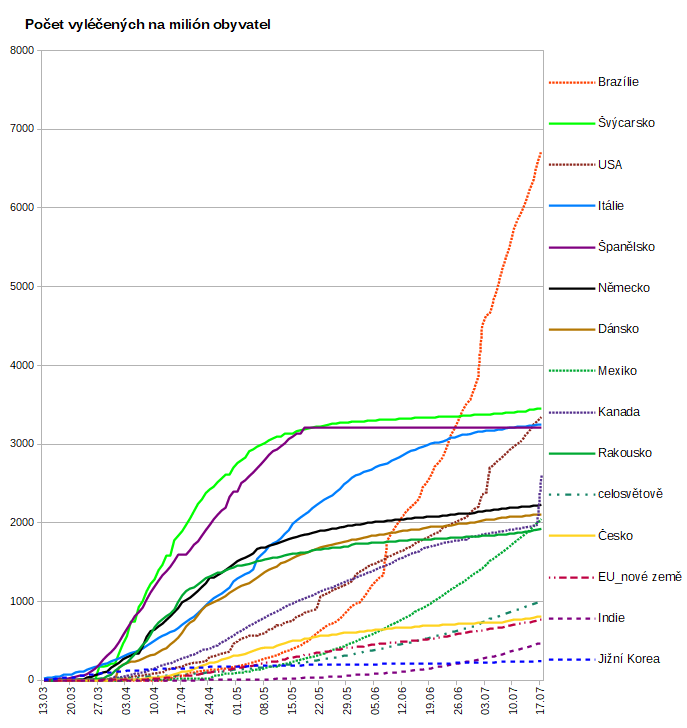 Počet vyléčených na milión obyvatel
8000
7000
6000
5000
4000
3000
2000
1000
0
13.03
20.03
27.03
03.04
10.04
17.04
24.04
01.05
08.05
15.05
22.05
29.05
05.06
12.06
19.06
26.06
03.07
10.07
17.07
Brazílie
Švýcarsko
USA
Itálie
Španělsko
Německo
Dánsko
Mexiko
Kanada
Rakousko
celosvětově
Česko
EU_nové země
Indie
Jižní Korea